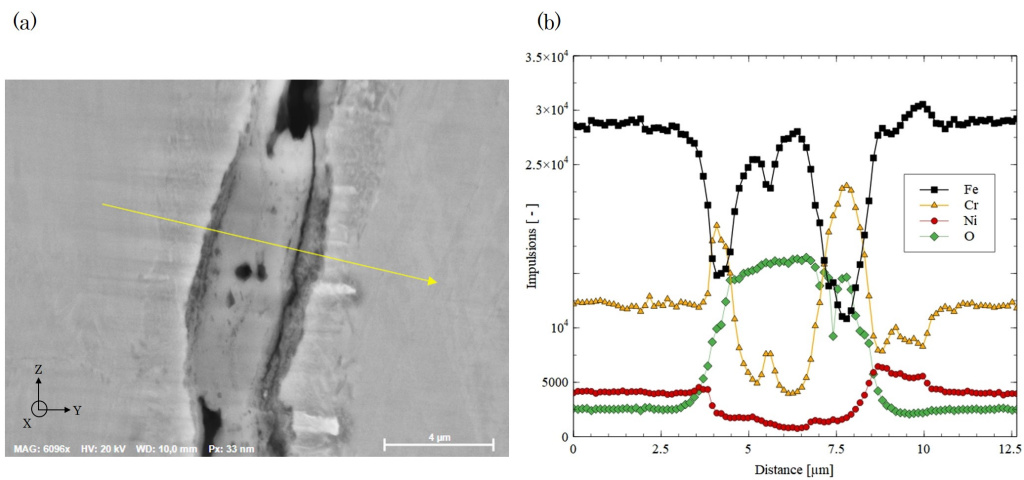 (a)
(b)
Z
Y
X
MAG: 6096x HV: 20 kV WD: 10,0 mm Px: 33 nm
4 µm
3.5×10⁴
3×10⁴
2.5×10⁴
10⁴
5000
0
Impulsions [ - ]
Fe
Cr
Ni
O
0 2.5 5 7.5 10 12.5
Distance [µm]